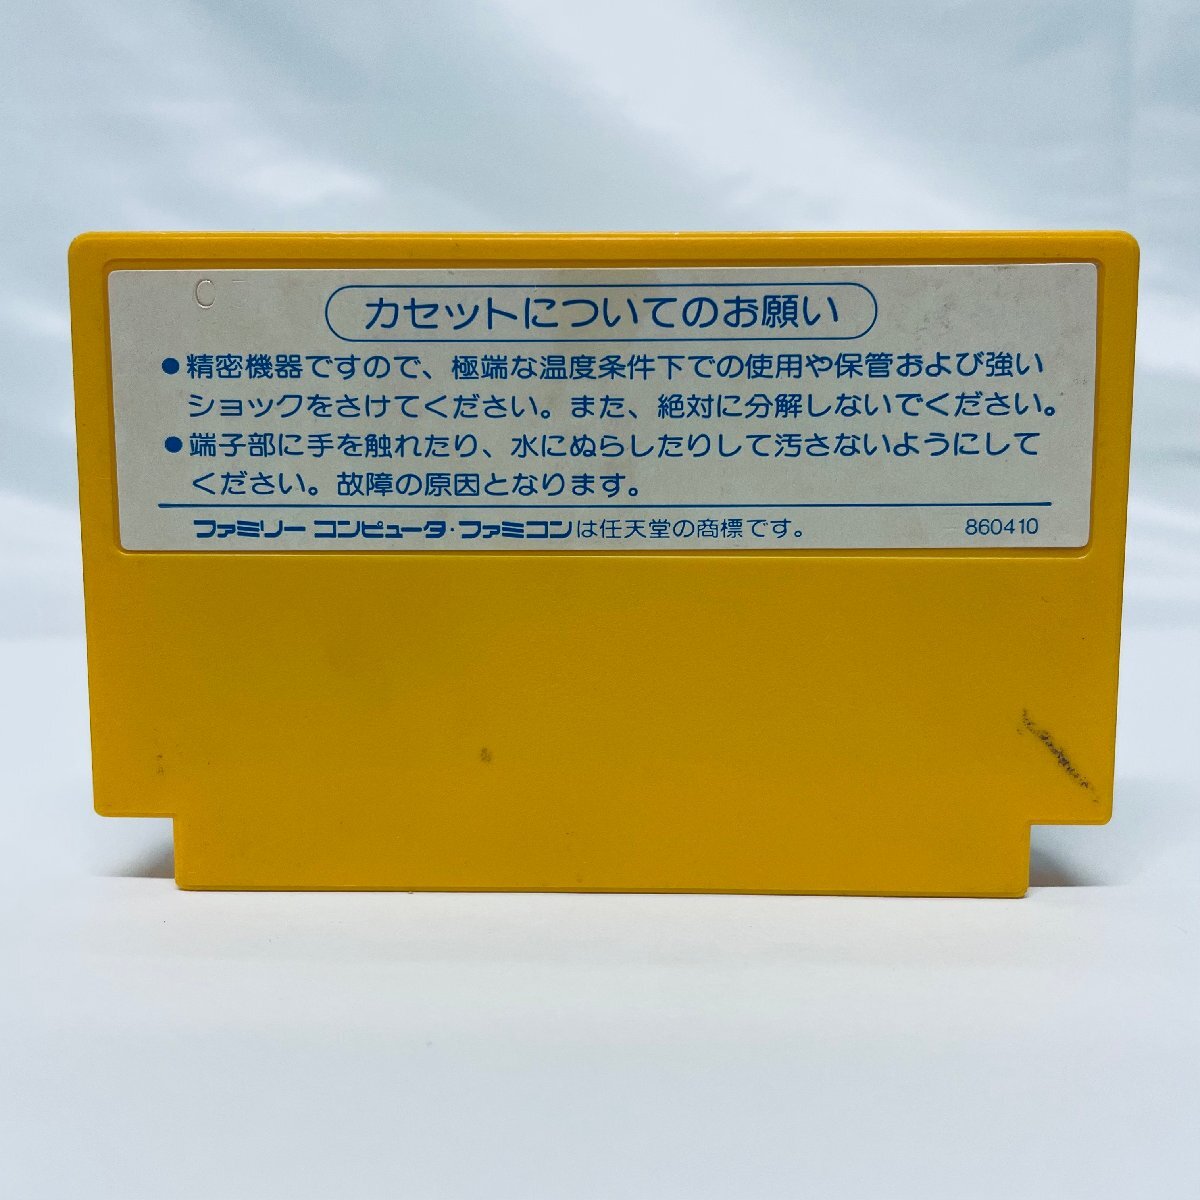 C
カセットについてのお願い
●精密機器ですので、極端な温度条件下での使用や保管および強い
ショックをさけてください。また、絶対に分解しないでください。
●端子部に手を触れたり、水にぬらしたりして汚さないようにして
ください。故障の原因となります。
ファミリー コンピュータ・ファミコンは任天堂の商標です。 860410